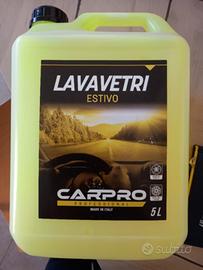 LAVAVETRI
ESTIVO
CARPRO
PROFESSIONAL
MADE IN ITALY
5L
subito